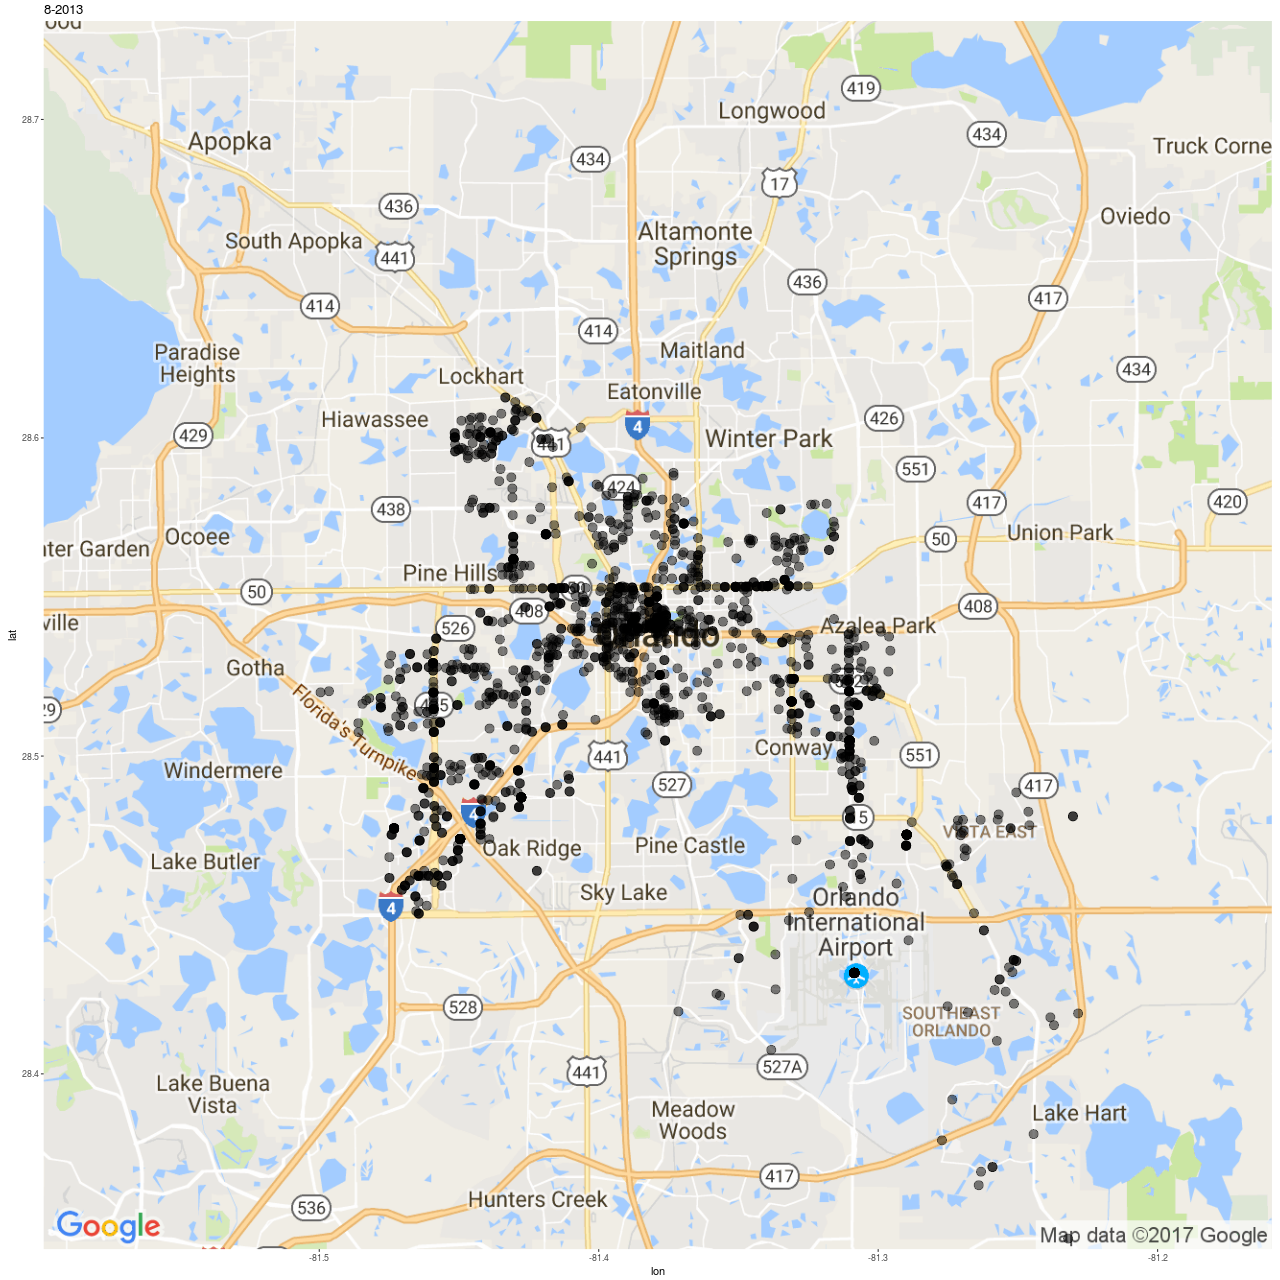 8-2013
ood
419
Longwood
434
Apopka
Truck Corne
434
17
436
Oviedo
South Apopka
Altamonte
Springs
441
436
417
414
414
Maitland
Paradise
Heights
434
Lockhart
Eatonville
Hiawassee
426
4
429
441
Winter Park
551
424
417
420
438
Ocoee
50
Union Park
ater Garden
Pine Hills
50
408
408
ville
526
Azalea Park
Orlando
Gotha
29
Florida's Turnpike
Conway
441
551
Windermere
527
417
4
15
VISTA EAST
Oak Ridge
Pine Castle
Lake Butler
Sky Lake
4
Orlando
International
Airport
528
SOUTHEAST
ORLANDO
527A
441
Lake Buena
Vista
Meadow
Woods
Lake Hart
417
Hunters Creek
536
Google
Map data ©2017 Google
28.7
28.6
28.5
28.4
lat
-81.5
-81.4
-81.3
-81.2
lon